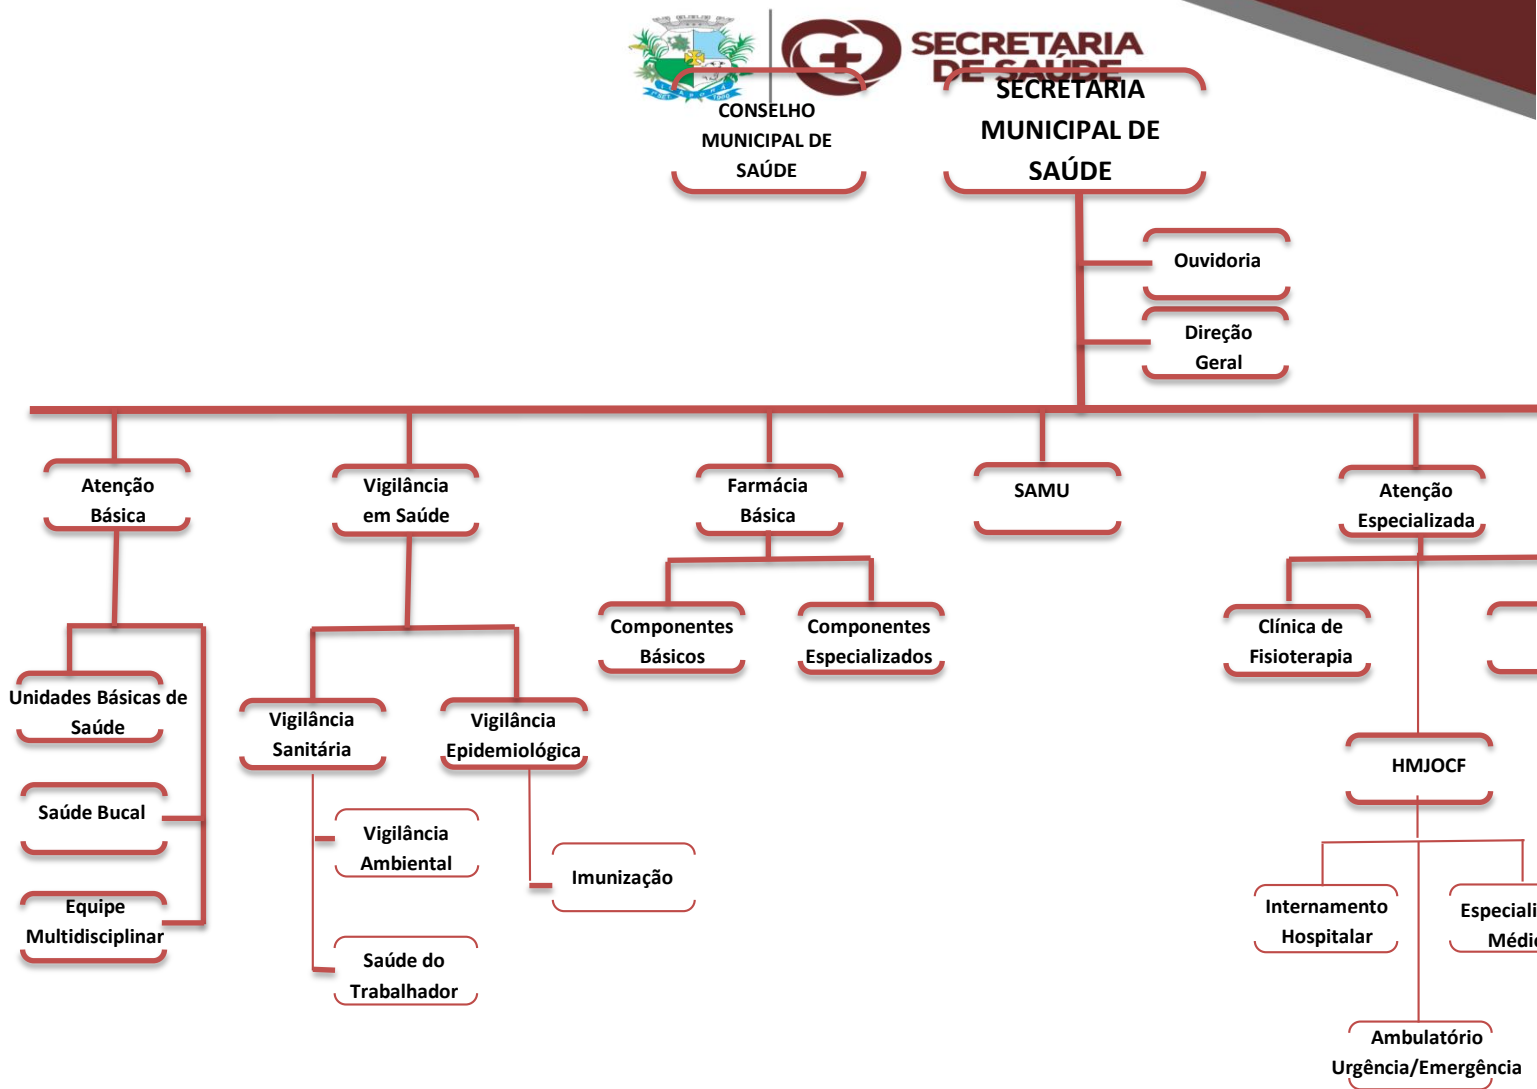 SECRETARIA
DE SAÚDE
CONSELHO
MUNICIPAL DE
SAÚDE
SECRETARIA
MUNICIPAL DE
SAÚDE
Ouvidoria
Direção
Geral
Atenção
Básica
Vigilância
em Saúde
Farmácia
Básica
SAMU
Atenção
Especializada
Unidades Básicas de
Saúde
Saúde Bucal
Equipe
Multidisciplinar
Vigilância
Sanitária
Vigilância
Epidemiológica
Vigilância
Ambiental
Saúde do
Trabalhador
Imunização
Componentes
Básicos
Componentes
Especializados
Clínica de
Fisioterapia
HMJOCF
Internamento
Hospitalar
Ambulatório
Urgência/Emergência